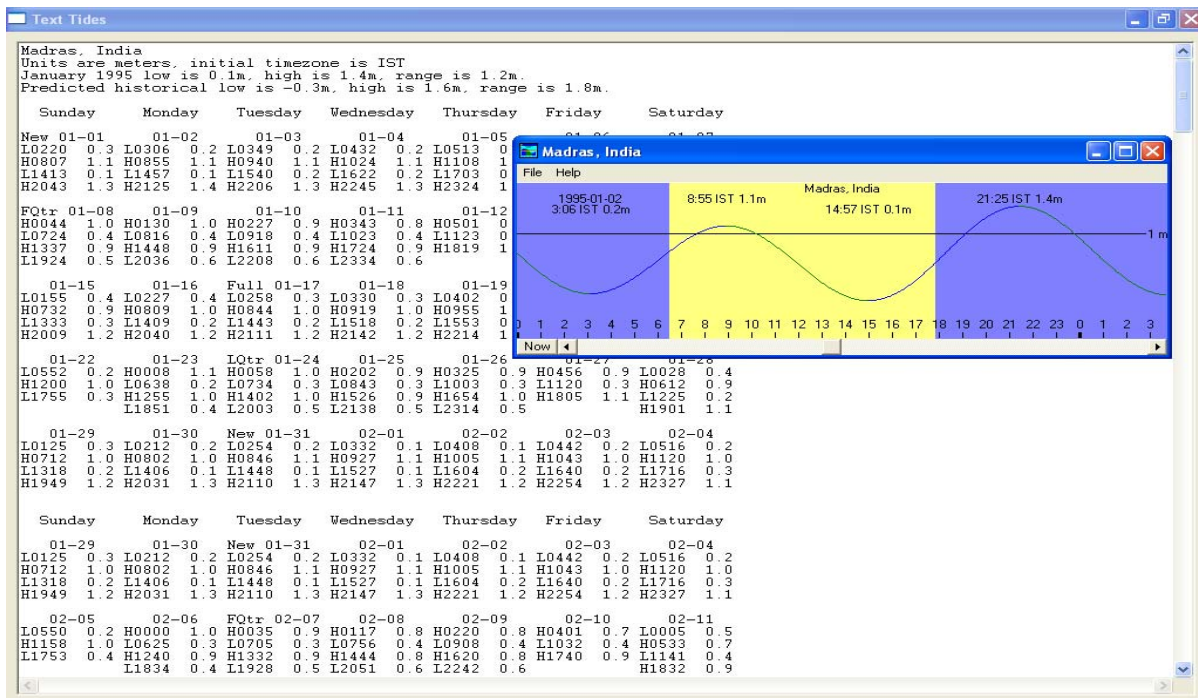 Text Tides
Madras, India
Units are meters, initial timezone is IST
January 1995 low is 0.1m, high is 1.4m, range is 1.2m.
Predicted historical low is -0.3m, high is 1.6m, range is 1.8m.
Sunday Monday Tuesday Wednesday Thursday Friday Saturday
New 01-01 01-02 01-03 01-04 01-05
L0220 0.3 L0306 0.2 L0349 0.2 L0432 0.2 L0513 0
H0807 1.1 H0855 1.1 H0940 1.1 H1024 1.1 H1108 1
L1413 0.1 L1457 0.1 L1540 0.2 L1622 0.2 L1703 0
H2043 1.3 H2125 1.4 H2206 1.3 H2245 1.3 H2324 1
FQtr 01-08 01-09 01-10 01-11 01-12
H0044 1.0 H0130 1.0 H0227 0.9 H0343 0.8 H0501 0
L0724 0.4 L0816 0.4 L0918 0.4 L1023 0.4 L1123 0
H1337 0.9 H1448 0.9 H1611 0.9 H1724 0.9 H1819 1
L1924 0.5 L2036 0.6 L2208 0.6 L2334 0.6
01-15 01-16 Full 01-17 01-18 01-19
L0155 0.4 L0227 0.4 L0258 0.3 L0330 0.3 L0402 0
H0732 0.9 H0809 1.0 H0844 1.0 H0919 1.0 H0955 1
L1333 0.3 L1409 0.2 L1443 0.2 L1518 0.2 L1553 0
H2009 1.2 H2040 1.2 H2111 1.2 H2142 1.2 H2214 1
01-22 01-23 LQtr 01-24 01-25 01-26 01-27 01-28
L0552 0.2 H0008 1.1 H0058 1.0 H0202 0.9 H0325 0.9 H0456 0.9 L0028 0.4
H1200 1.0 L0638 0.2 L0734 0.3 L0843 0.3 L1003 0.3 L1120 0.3 H0612 0.9
L1755 0.3 H1255 1.0 H1402 1.0 H1526 0.9 H1654 1.0 H1805 1.1 L1225 0.2
L1851 0.4 L2003 0.5 L2138 0.5 L2314 0.5 H1901 1.1
01-29 01-30 New 01-31 02-01 02-02 02-03 02-04
L0125 0.3 L0212 0.2 L0254 0.2 L0332 0.1 L0408 0.1 L0442 0.2 L0516 0.2
H0712 1.0 H0802 1.0 H0846 1.1 H0927 1.1 H1005 1.1 H1043 1.0 H1120 1.0
L1318 0.2 L1406 0.1 L1448 0.1 L1527 0.1 L1604 0.2 L1640 0.2 L1716 0.3
H1949 1.2 H2031 1.3 H2110 1.3 H2147 1.3 H2221 1.2 H2254 1.2 H2327 1.1
Sunday Monday Tuesday Wednesday Thursday Friday Saturday
01-29 01-30 New 01-31 02-01 02-02 02-03 02-04
L0125 0.3 L0212 0.2 L0254 0.2 L0332 0.1 L0408 0.1 L0442 0.2 L0516 0.2
H0712 1.0 H0802 1.0 H0846 1.1 H0927 1.1 H1005 1.1 H1043 1.0 H1120 1.0
L1318 0.2 L1406 0.1 L1448 0.1 L1527 0.1 L1604 0.2 L1640 0.2 L1716 0.3
H1949 1.2 H2031 1.3 H2110 1.3 H2147 1.3 H2221 1.2 H2254 1.2 H2327 1.1
02-05 02-06 FQtr 02-07 02-08 02-09 02-10 02-11
L0550 0.2 H0000 1.0 H0035 0.9 H0117 0.8 H0220 0.8 H0401 0.7 L0005 0.5
H1158 1.0 L0625 0.3 L0705 0.3 L0756 0.4 L0908 0.4 L1032 0.4 H0533 0.7
L1753 0.4 H1240 0.9 H1332 0.9 H1444 0.8 H1620 0.8 H1740 0.9 L1141 0.4
L1834 0.4 L1928 0.5 L2051 0.6 L2242 0.6 H1832 0.9
Madras, India
File Help
Madras, India
1995-01-02 8:55 IST 1.1m 21:25 IST 1.4m
3:06 IST 0.2m 14:57 IST 0.1m
1 m
0 1 2 3 4 5 6 7 8 9 10 11 12 13 14 15 16 17 18 19 20 21 22 23 0 1 2 3
Now